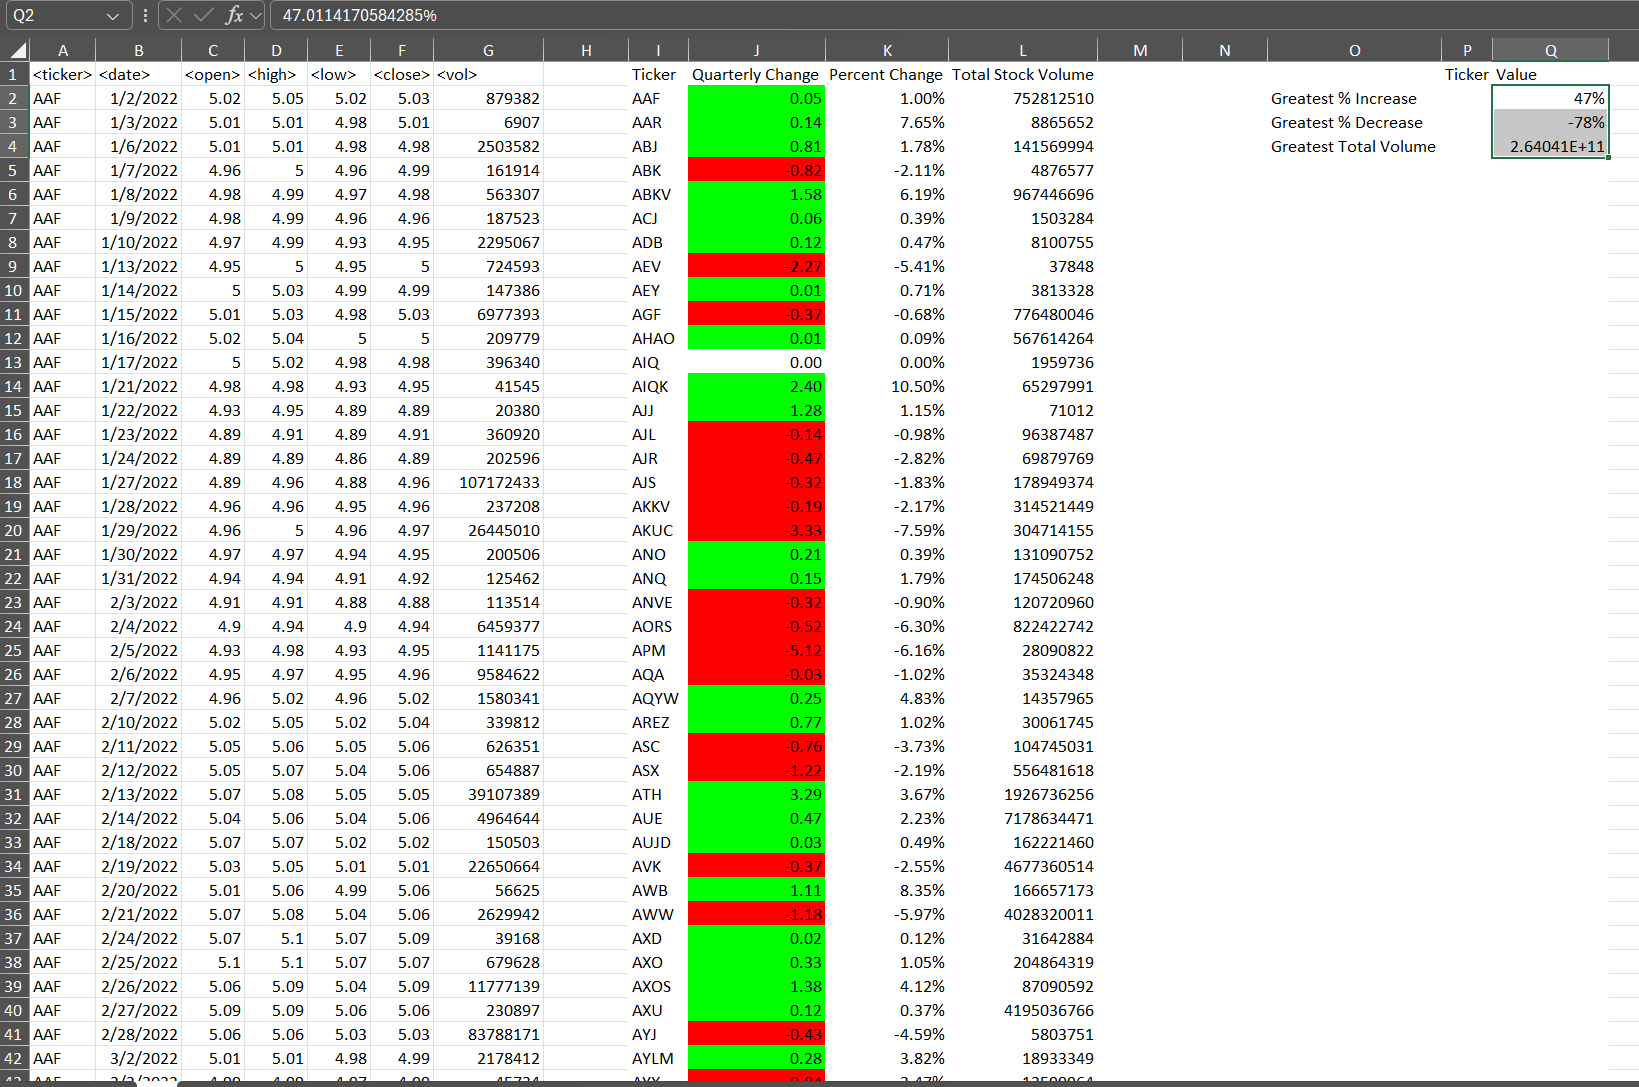 Q2 fx 47.0114170584285%
A B C D E F G H I J K L M N O P Q
1 <ticker> <date> <open> <high> <low> <close> <vol> Ticker Quarterly Change Percent Change Total Stock Volume Ticker Value
2 AAF 1/2/2022 5.02 5.05 5.02 5.03 879382 AAF 0.05 1.00% 752812510 Greatest % Increase 47%
3 AAF 1/3/2022 5.01 5.01 4.98 5.01 6907 AAR 0.14 7.65% 8865652 Greatest % Decrease -78%
4 AAF 1/6/2022 5.01 5.01 4.98 4.98 2503582 ABJ 0.81 1.78% 141569994 Greatest Total Volume 2.64041E+11
5 AAF 1/7/2022 4.96 5 4.96 4.99 161914 ABK -0.82 -2.11% 4876577
6 AAF 1/8/2022 4.98 4.99 4.97 4.98 563307 ABKV 1.58 6.19% 967446696
7 AAF 1/9/2022 4.98 4.99 4.96 4.96 187523 ACJ 0.06 0.39% 1503284
8 AAF 1/10/2022 4.97 4.99 4.93 4.95 2295067 ADB 0.12 0.47% 8100755
9 AAF 1/13/2022 4.95 5 4.95 5 724593 AEV -2.27 -5.41% 37848
10 AAF 1/14/2022 5 5.03 4.99 4.99 147386 AEY 0.01 0.71% 3813328
11 AAF 1/15/2022 5.01 5.03 4.98 5.03 6977393 AGF -0.37 -0.68% 776480046
12 AAF 1/16/2022 5.02 5.04 5 5 209779 AHAO 0.01 0.09% 567614264
13 AAF 1/17/2022 5 5.02 4.98 4.98 396340 AIQ 0.00 0.00% 1959736
14 AAF 1/21/2022 4.98 4.98 4.93 4.95 41545 AIQK 2.40 10.50% 65297991
15 AAF 1/22/2022 4.93 4.95 4.89 4.89 20380 AJJ 1.28 1.15% 71012
16 AAF 1/23/2022 4.89 4.91 4.89 4.91 360920 AJL -0.14 -0.98% 96387487
17 AAF 1/24/2022 4.89 4.89 4.86 4.89 202596 AJR -0.47 -2.82% 69879769
18 AAF 1/27/2022 4.89 4.96 4.88 4.96 107172433 AJS -0.32 -1.83% 178949374
19 AAF 1/28/2022 4.96 4.96 4.95 4.96 237208 AKKV -0.19 -2.17% 314521449
20 AAF 1/29/2022 4.96 5 4.96 4.97 26445010 AKUC -3.33 -7.59% 304714155
21 AAF 1/30/2022 4.97 4.97 4.94 4.95 200506 ANO 0.21 0.39% 131090752
22 AAF 1/31/2022 4.94 4.94 4.91 4.92 125462 ANQ 0.15 1.79% 174506248
23 AAF 2/3/2022 4.91 4.91 4.88 4.88 113514 ANVE -0.32 -0.90% 120720960
24 AAF 2/4/2022 4.9 4.94 4.9 4.94 6459377 AORS -0.52 -6.30% 822422742
25 AAF 2/5/2022 4.93 4.98 4.93 4.95 1141175 APM -5.12 -6.16% 28090822
26 AAF 2/6/2022 4.95 4.97 4.95 4.96 9584622 AQA -0.03 -1.02% 35324348
27 AAF 2/7/2022 4.96 5.02 4.96 5.02 1580341 AQYW 0.25 4.83% 14357965
28 AAF 2/10/2022 5.02 5.05 5.02 5.04 339812 AREZ 0.77 1.02% 30061745
29 AAF 2/11/2022 5.05 5.06 5.05 5.06 626351 ASC -0.76 -3.73% 104745031
30 AAF 2/12/2022 5.05 5.07 5.04 5.06 654887 ASX -1.22 -2.19% 556481618
31 AAF 2/13/2022 5.07 5.08 5.05 5.05 39107389 ATH 3.29 3.67% 1926736256
32 AAF 2/14/2022 5.04 5.06 5.04 5.06 4964644 AUE 0.47 2.23% 7178634471
33 AAF 2/18/2022 5.07 5.07 5.02 5.02 150503 AUJD 0.03 0.49% 162221460
34 AAF 2/19/2022 5.03 5.05 5.01 5.01 22650664 AVK -0.37 -2.55% 4677360514
35 AAF 2/20/2022 5.01 5.06 4.99 5.06 56625 AWB 1.11 8.35% 166657173
36 AAF 2/21/2022 5.07 5.08 5.04 5.06 2629942 AWW -1.18 -5.97% 4028320011
37 AAF 2/24/2022 5.07 5.1 5.07 5.09 39168 AXD 0.02 0.12% 31642884
38 AAF 2/25/2022 5.1 5.1 5.07 5.07 679628 AXO 0.33 1.05% 204864319
39 AAF 2/26/2022 5.06 5.09 5.04 5.09 11777139 AXOS 1.38 4.12% 87090592
40 AAF 2/27/2022 5.09 5.09 5.06 5.06 230897 AXU 0.12 0.37% 4195036766
41 AAF 2/28/2022 5.06 5.06 5.03 5.03 83788171 AYJ -0.43 -4.59% 5803751
42 AAF 3/2/2022 5.01 5.01 4.98 4.99 2178412 AYLM 0.28 3.82% 18933349